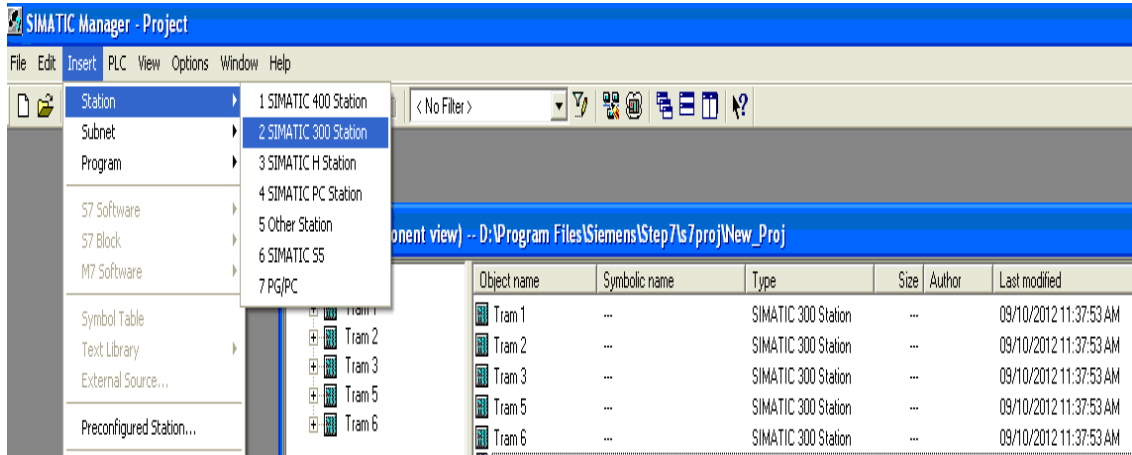 SIMATIC Manager - Project
File Edit Insert PLC View Options Window Help
< No Filter >
Station
Subnet
Program
S7 Software
S7 Block
M7 Software
Symbol Table
Text Library
External Source...
Preconfigured Station...
1 SIMATIC 400 Station
2 SIMATIC 300 Station
3 SIMATIC H Station
4 SIMATIC PC Station
5 Other Station
6 SIMATIC S5
7 PG/PC
onent view) -- D:\Program Files\Siemens\Step7\s7proj\New_Proj
Tram 1
Tram 2
Tram 3
Tram 5
Tram 6
Object name Symbolic name Type Size Author Last modified
Tram 1 --- SIMATIC 300 Station --- 09/10/2012 11:37:53 AM
Tram 2 --- SIMATIC 300 Station --- 09/10/2012 11:37:53 AM
Tram 3 --- SIMATIC 300 Station --- 09/10/2012 11:37:53 AM
Tram 5 --- SIMATIC 300 Station --- 09/10/2012 11:37:53 AM
Tram 6 --- SIMATIC 300 Station --- 09/10/2012 11:37:53 AM